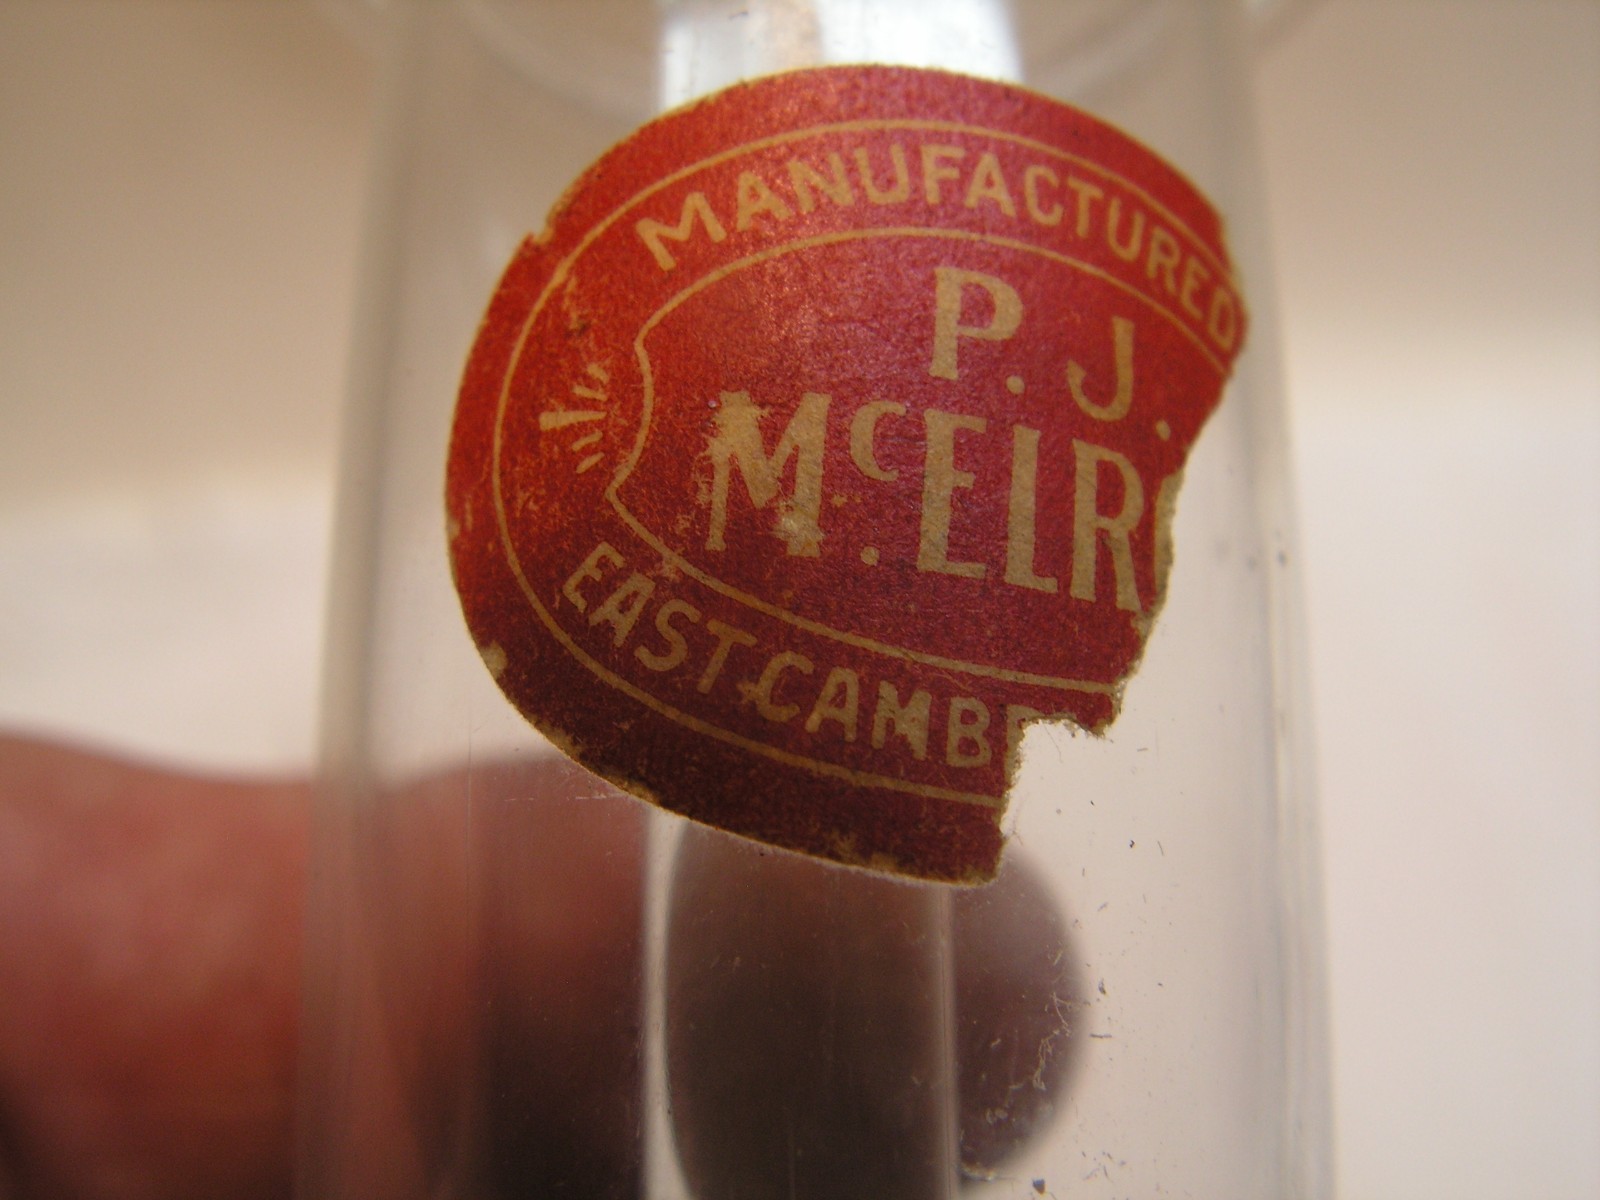 MANUFACTURED
P. J.
McELR
EAST CAMB